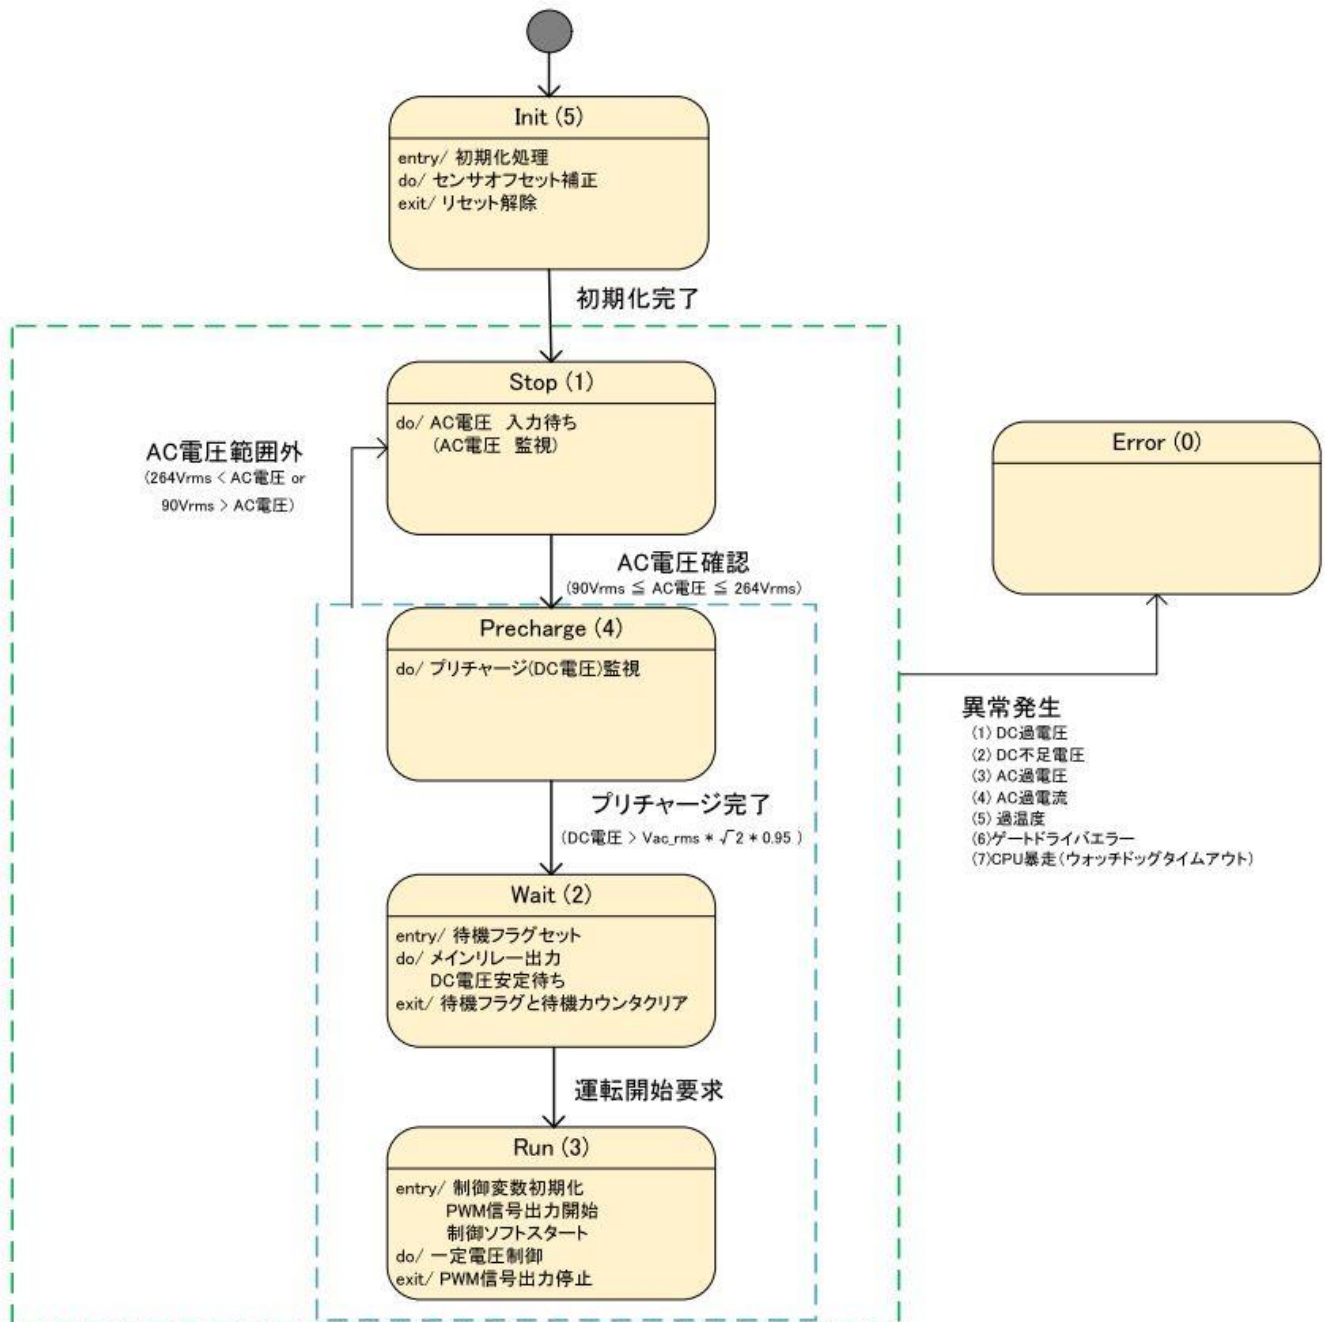 Init (5)
entry/ 初期化処理
do/ センサオフセット補正
exit/ リセット解除
初期化完了
Stop (1)
do/ AC電圧 入力待ち
(AC電圧 監視)
AC電圧範囲外
(264Vrms < AC電圧 or
90Vrms > AC電圧)
AC電圧確認
(90Vrms ≦ AC電圧 ≦ 264Vrms)
Precharge (4)
do/ プリチャージ(DC電圧)監視
プリチャージ完了
(DC電圧 > Vac_rms * √2 * 0.95 )
Wait (2)
entry/ 待機フラグセット
do/ メインリレー出力
DC電圧安定待ち
exit/ 待機フラグと待機カウンタクリア
運転開始要求
Run (3)
entry/ 制御変数初期化
PWM信号出力開始
制御ソフトスタート
do/ 一定電圧制御
exit/ PWM信号出力停止
Error (0)
異常発生
(1) DC過電圧
(2) DC不足電圧
(3) AC過電圧
(4) AC過電流
(5) 過温度
(6)ゲートドライバエラー
(7)CPU暴走(ウォッチドッグタイムアウト)